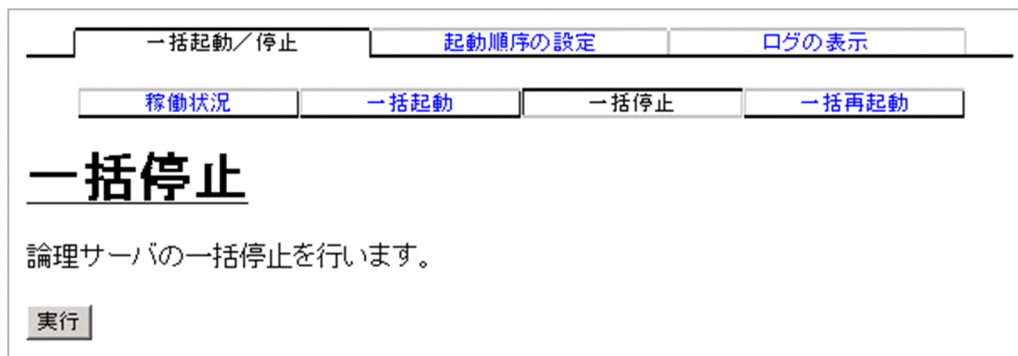 一括起動／停止 起動順序の設定 ログの表示
稼働状況 一括起動 一括停止 一括再起動
一括停止
論理サーバの一括停止を行います。
実行